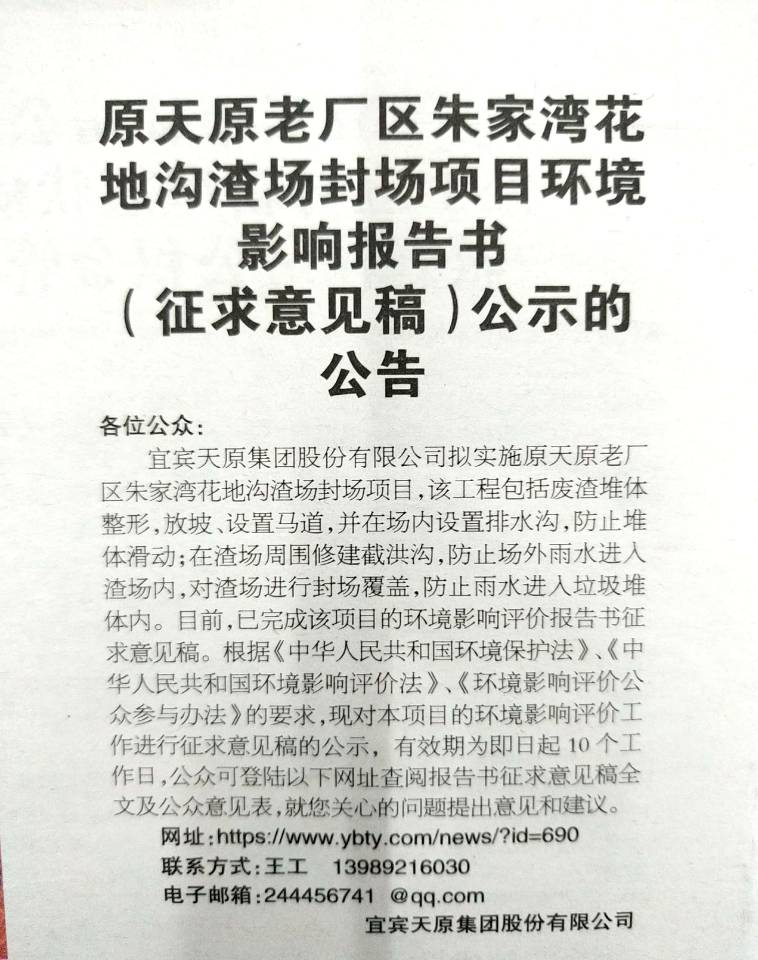 原天原老厂区朱家湾花
地沟渣场封场项目环境
影响报告书
(征求意见稿)公示的
公告
各位公众:
宜宾天原集团股份有限公司拟实施原天原老厂
区朱家湾花地沟渣场封场项目,该工程包括废渣堆体
整形,放坡、设置马道,并在场内设置排水沟,防止堆
体滑动;在渣场周围修建截洪沟,防止场外雨水进入
渣场内,对渣场进行封场覆盖,防止雨水进入垃圾堆
体内。目前,已完成该项目的环境影响评价报告书征
求意见稿。根据《中华人民共和国环境保护法》、《中
华人民共和国环境影响评价法》、《环境影响评价公
众参与办法》的要求,现对本项目的环境影响评价工
作进行征求意见稿的公示,有效期为即日起10个工
作日,公众可登陆以下网址查阅报告书征求意见稿全
文及公众意见表,就您关心的问题提出意见和建议。
网址:https://www.ybty.com/news/?id=690
联系方式:王工 13989216030
电子邮箱:244456741 @qq.com
宜宾天原集团股份有限公司